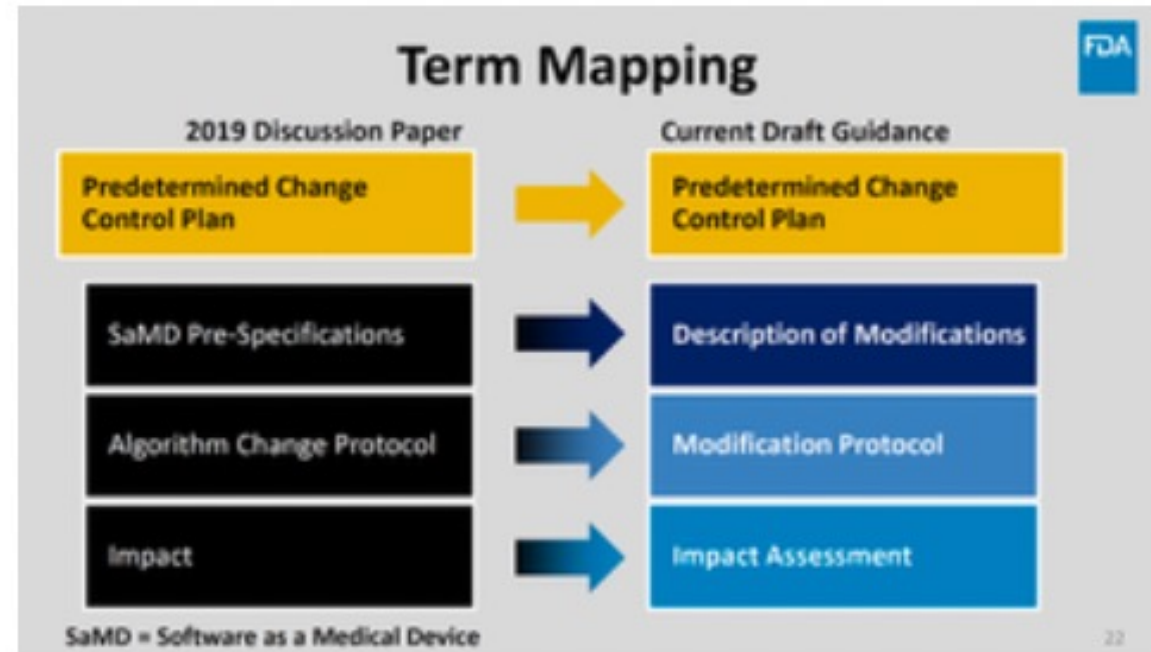 Term Mapping
FDA
2019 Discussion Paper
Current Draft Guidance
Predetermined Change
Control Plan
Predetermined Change
Control Plan
SaMD Pre-Specifications
Description of Modifications
Algorithm Change Protocol
Modification Protocol
Impact
Impact Assessment
SaMD = Software as a Medical Device
22